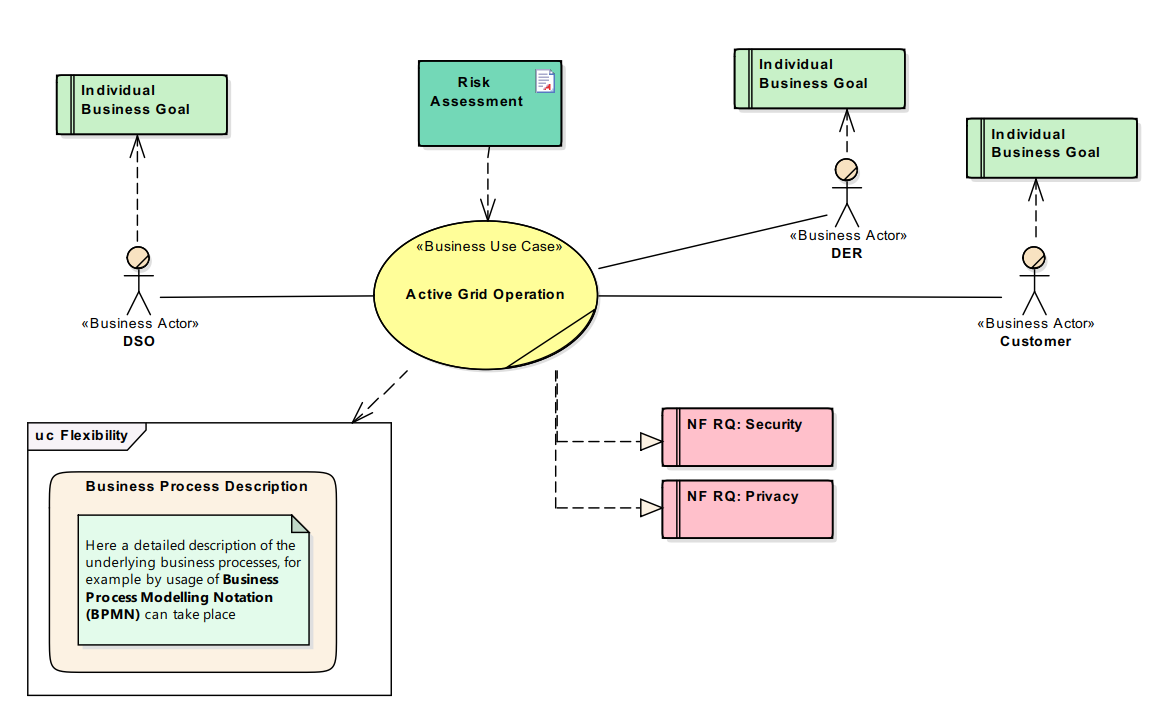 Individual
Business Goal
Risk
Assessment
Individual
Business Goal
Individual
Business Goal
«Business Actor»
DER
«Business Use Case»
Active Grid Operation
«Business Actor»
DSO
«Business Actor»
Customer
uc Flexibility
Business Process Description
Here a detailed description of the
underlying business processes, for
example by usage of Business
Process Modelling Notation
(BPMN) can take place
NF RQ: Security
NF RQ: Privacy